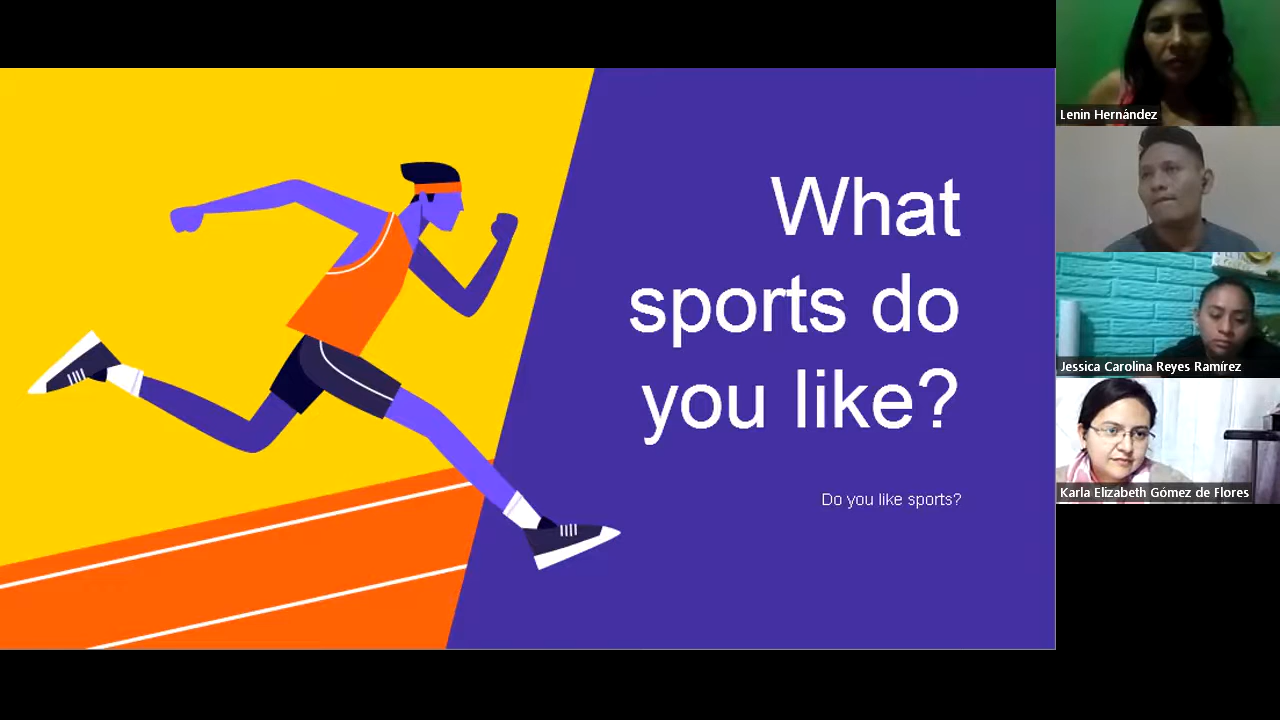 What
sports do
you like?
Do you like sports?
Lenin Hernández
Jessica Carolina Reyes Ramírez
Karla Elizabeth Gómez de Flores